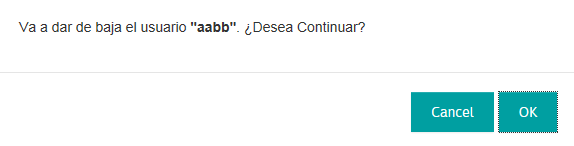 Va a dar de baja el usuario "aabb". ¿Desea Continuar?
Cancel OK